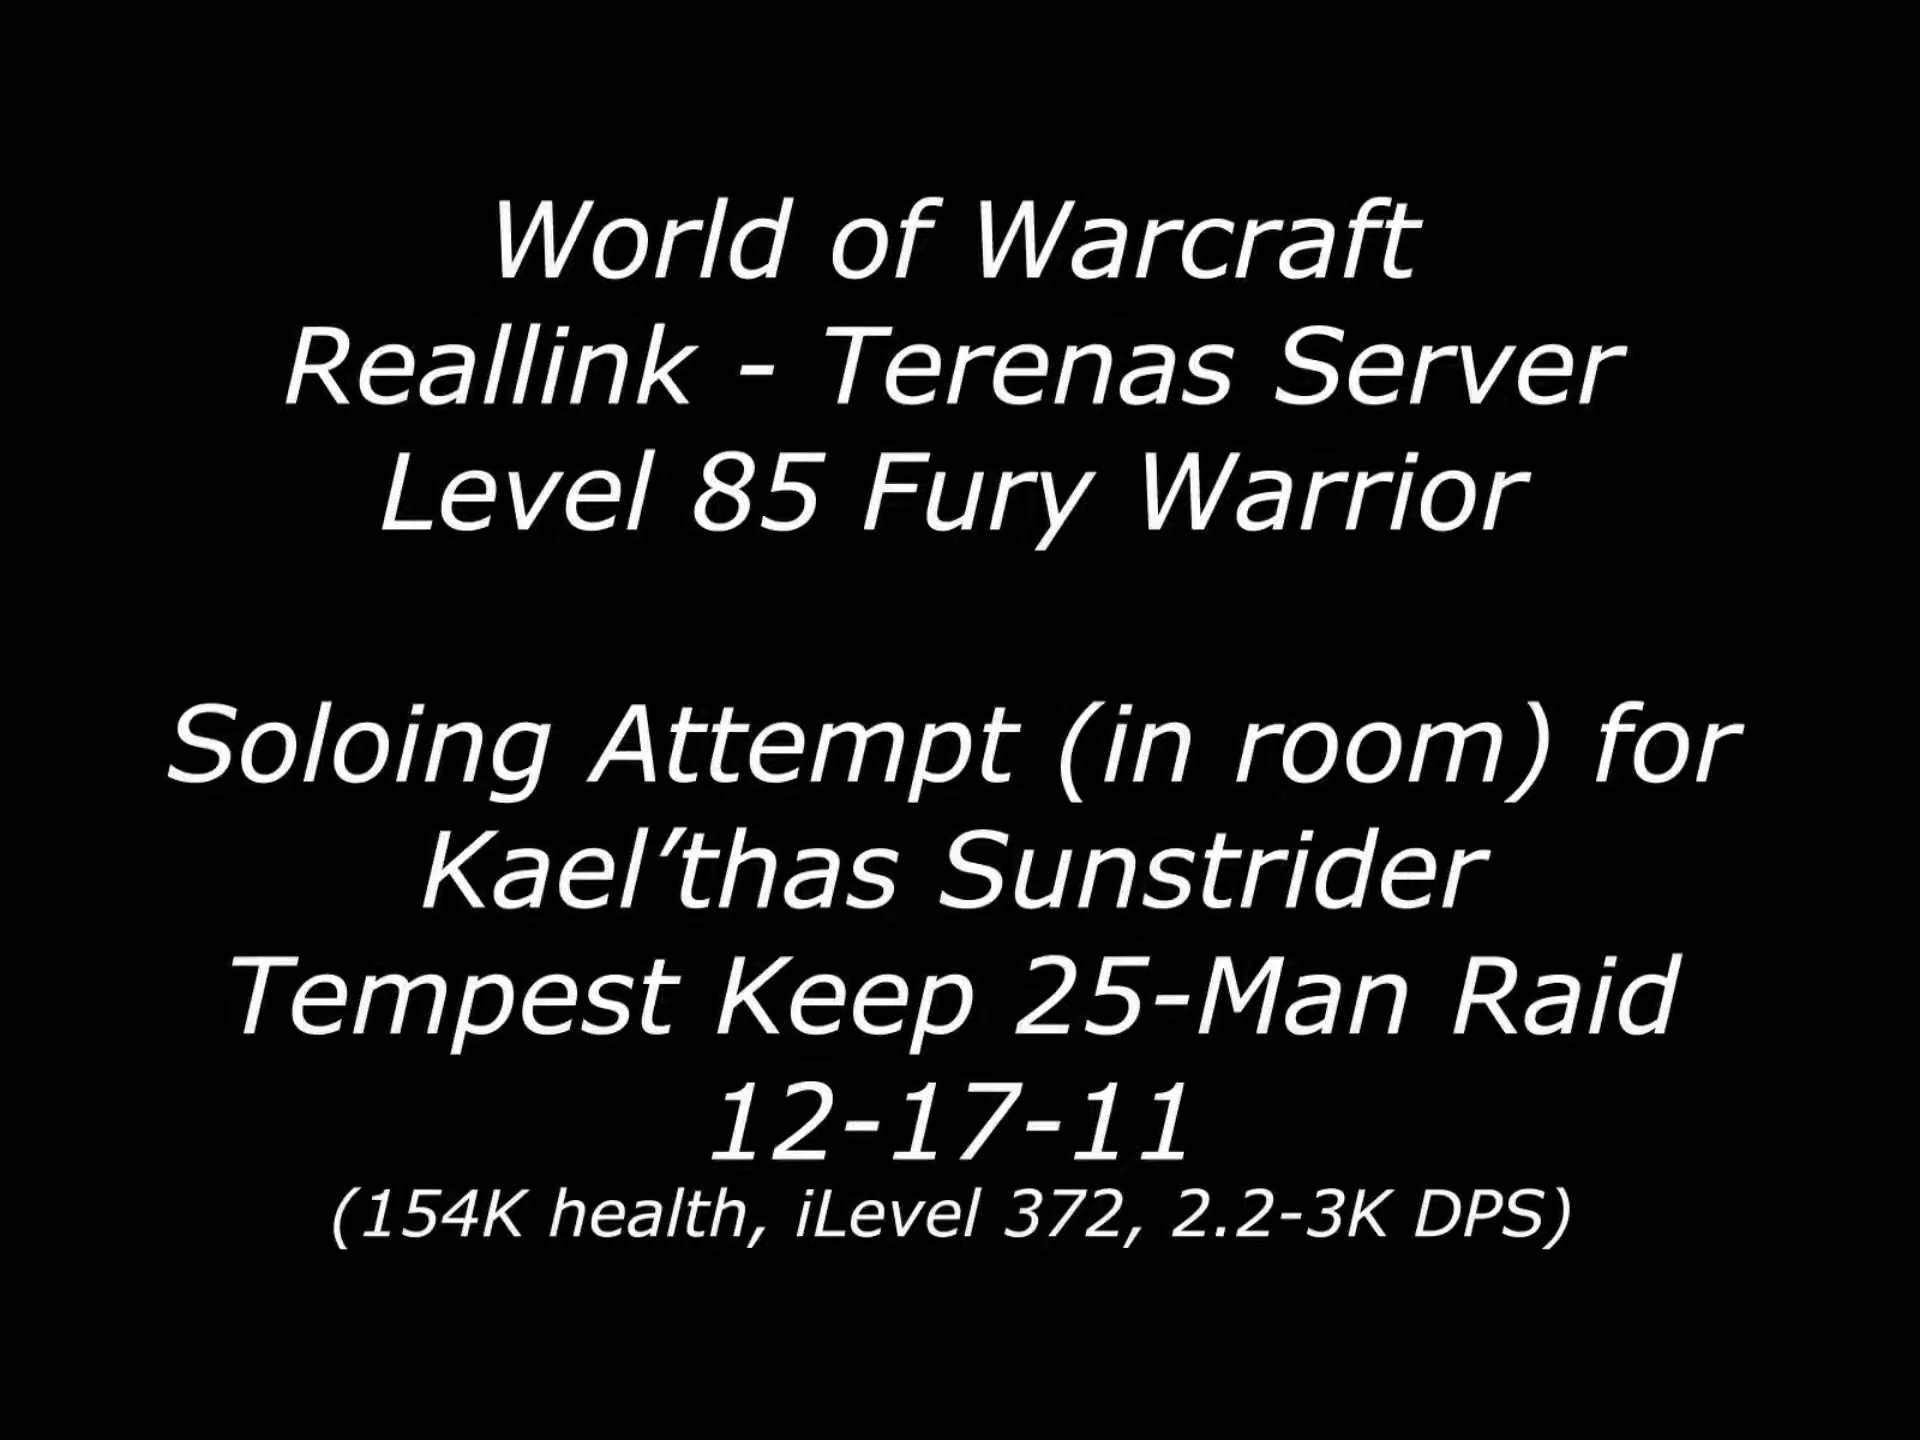 World of Warcraft
Reallink - Terenas Server
Level 85 Fury Warrior
Soloing Attempt (in room) for
Kael’thas Sunstrider
Tempest Keep 25-Man Raid
12-17-11
(154K health, iLevel 372, 2.2-3K DPS)